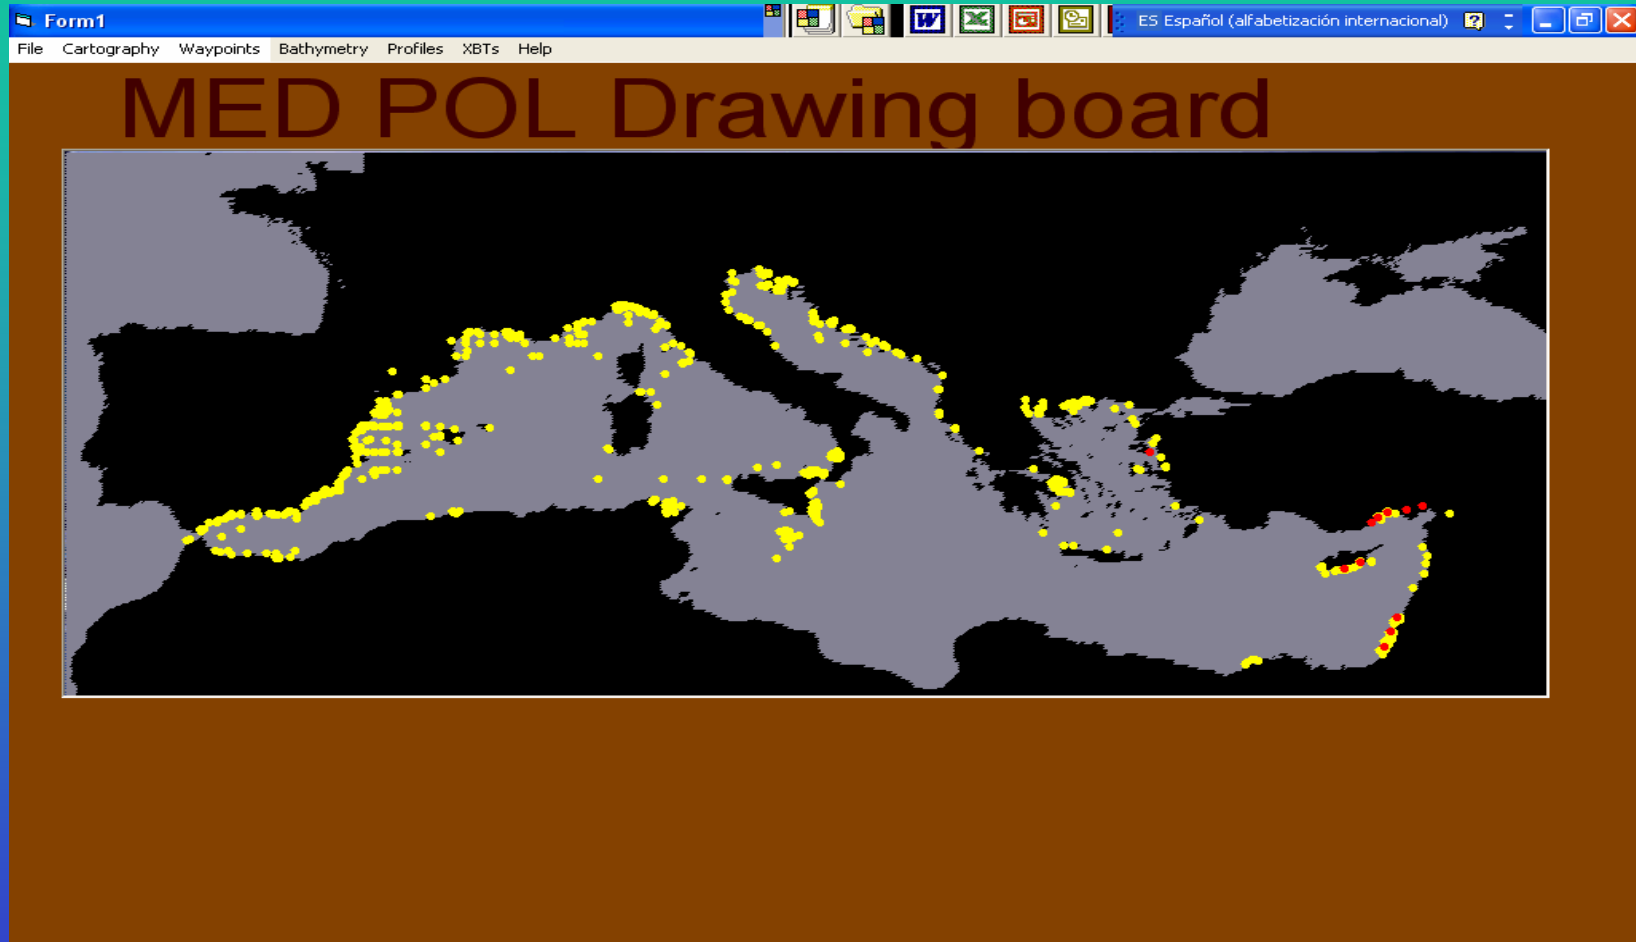 Form1
ES Español (alfabetización internacional)
File Cartography Waypoints Bathymetry Profiles XBTs Help
MED POL Drawing board